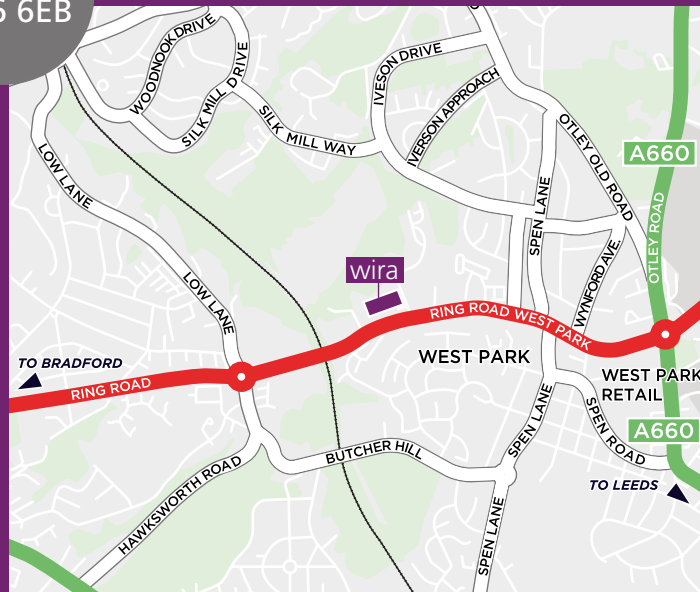 6EB
WOODNOOK DRIVE
SILK MILL DRIVE
IVESON DRIVE
IVERSON APPROACH
SILK MILL WAY
OTLEY OLD ROAD
A660
LOW LANE
SPEN LANE
OTLEY ROAD
WYNFORD AVE.
wira
LOW LANE
RING ROAD WEST PARK
TO BRADFORD
WEST PARK
RING ROAD
WEST PARK
RETAIL
SPEN LANE
SPEN ROAD
A660
BUTCHER HILL
HAWKSWORTH ROAD
TO LEEDS
SPEN LANE